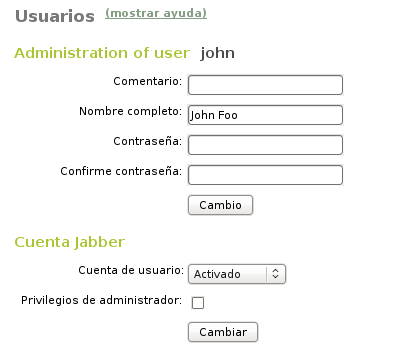 Usuarios (mostrar ayuda)
Administration of user john
Comentario:
Nombre completo: John Foo
Contraseña:
Confirme contraseña:
Cambio
Cuenta Jabber
Cuenta de usuario: Activado
Privilegios de administrador:
Cambiar